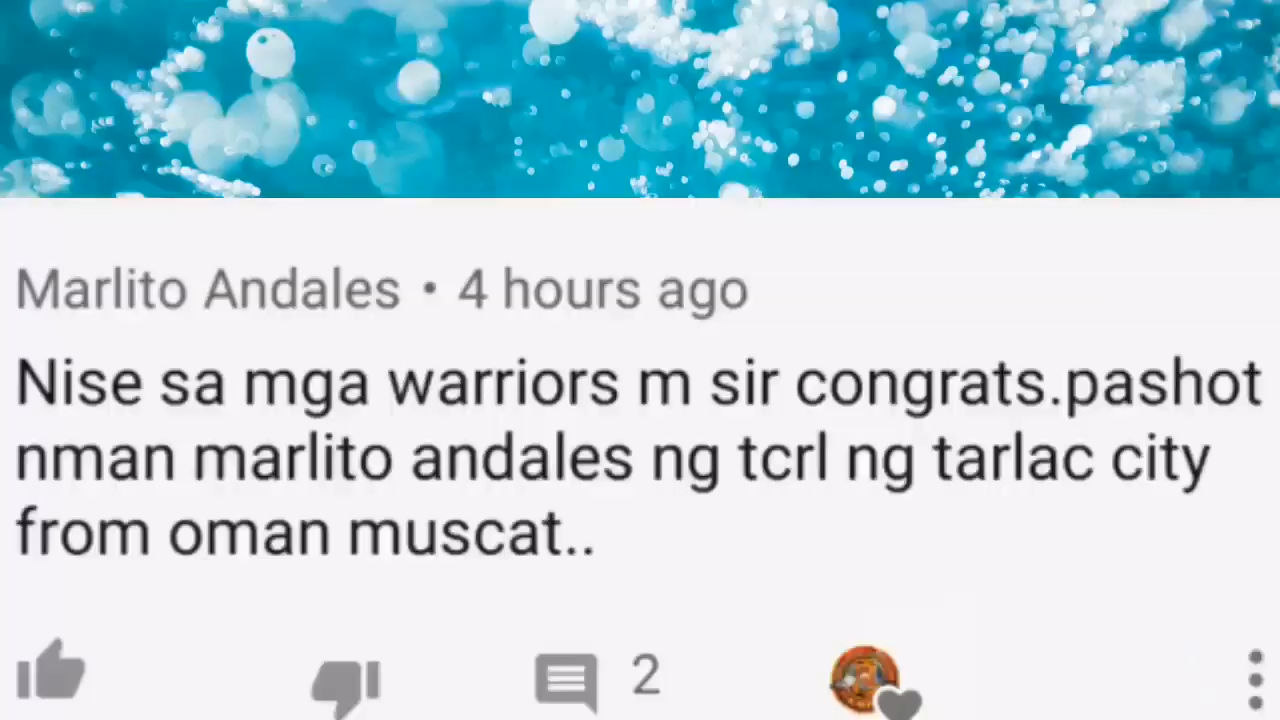 Marlito Andales • 4 hours ago
Nise sa mga warriors m sir congrats.pashot
nman marlito andales ng tcrl ng tarlac city
from oman muscat..
2